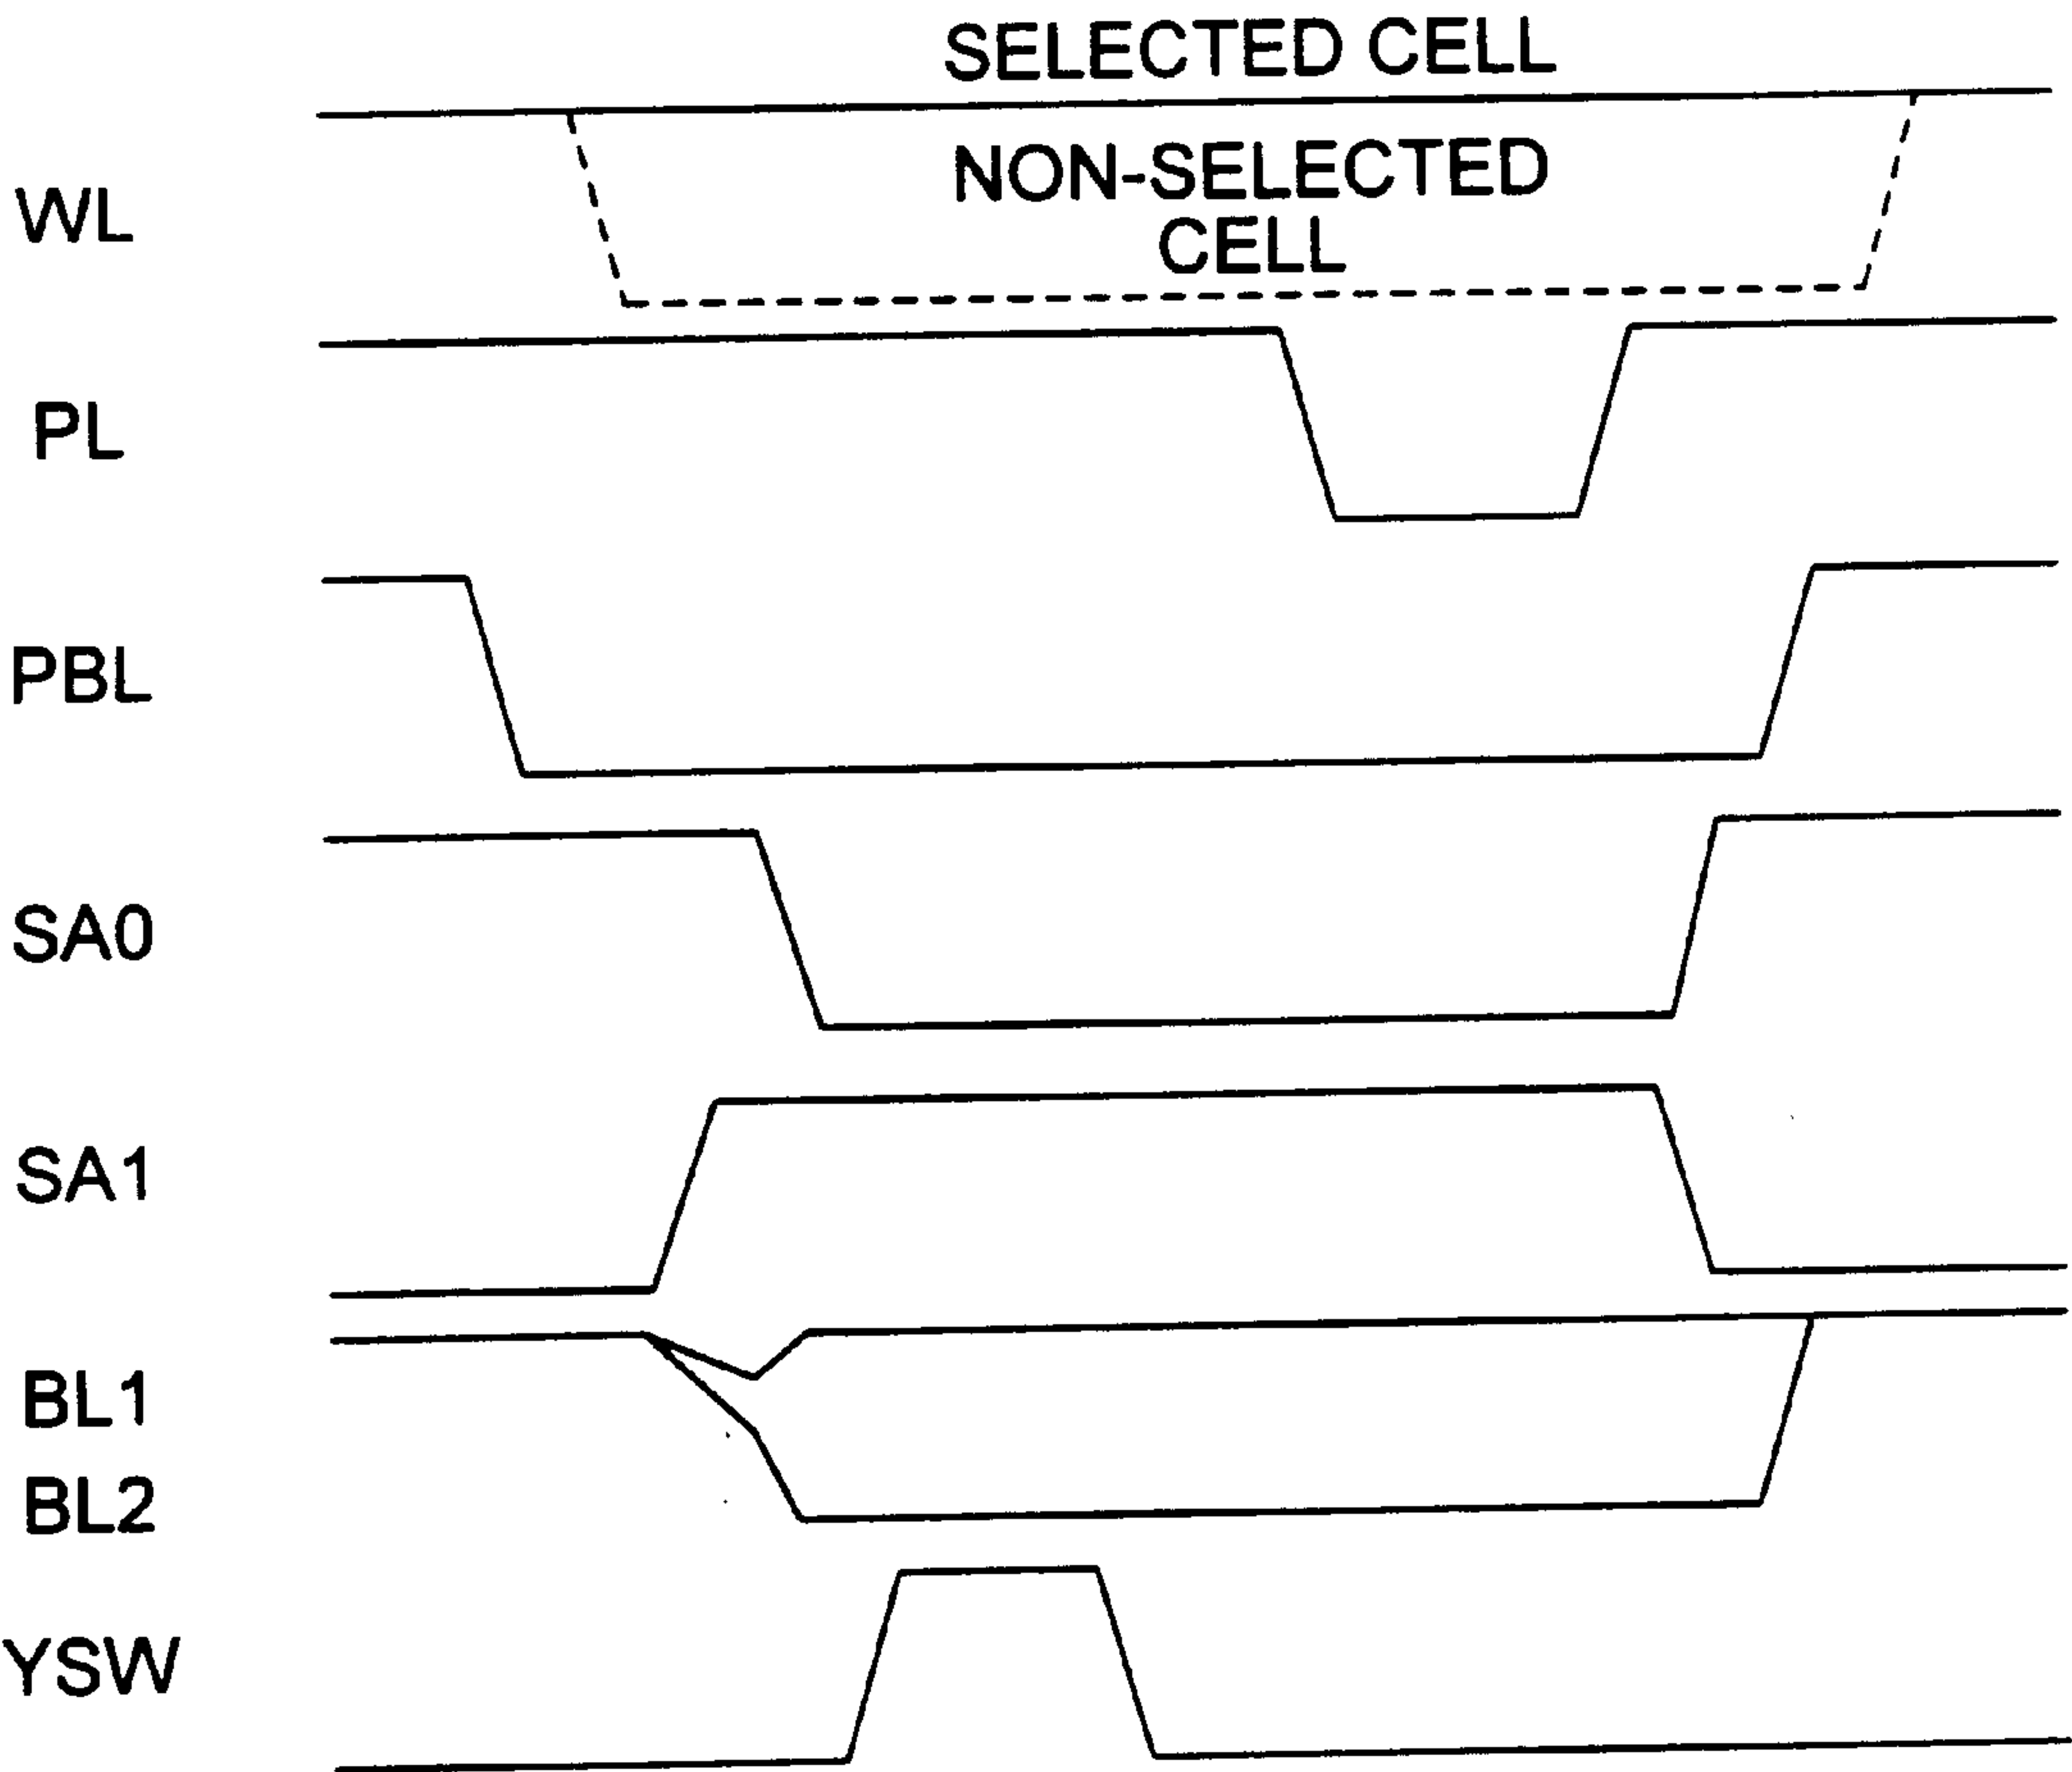 SELECTED CELL
NON-SELECTED
CELL
WL
PL
PBL
SA0
SA1
BL1
BL2
YSW